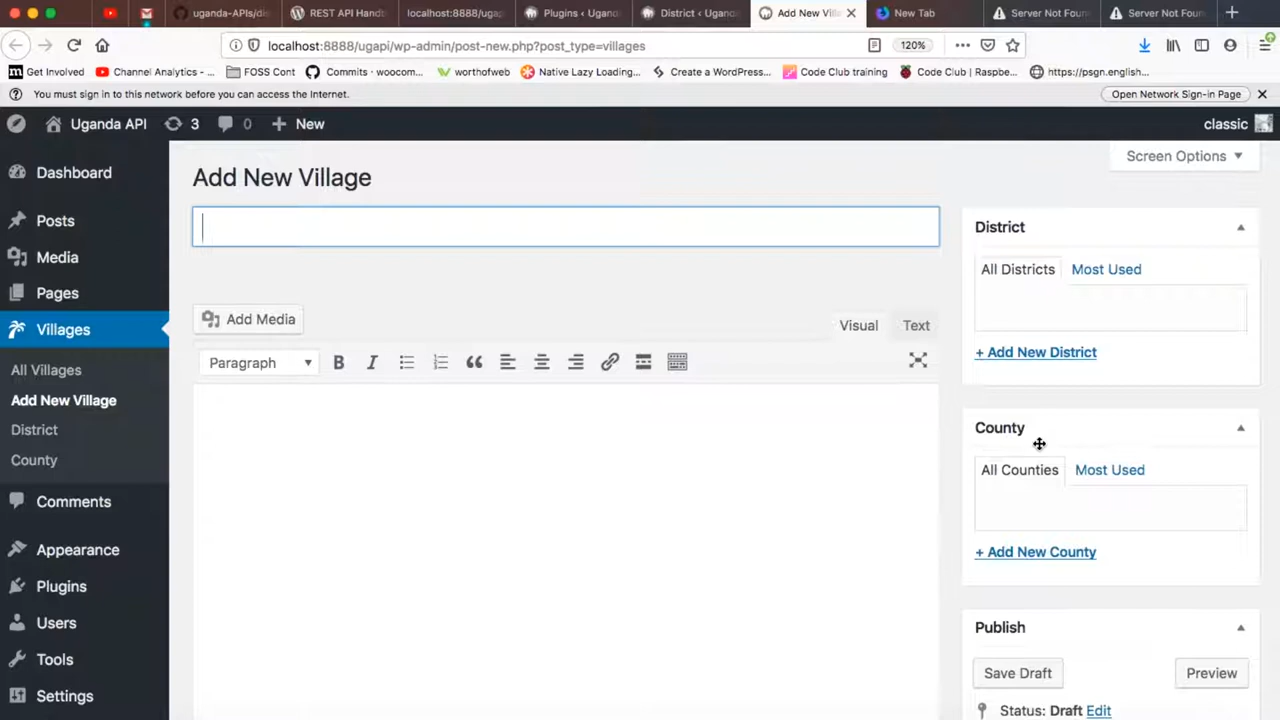 uganda-APIs/di
REST API Handb
localhost:8888/ugap
Plugins ‹ Uganda
District ‹ Uganda
Add New Villa
New Tab
Server Not Foun
Server Not Foun
localhost:8888/ugapi/wp-admin/post-new.php?post_type=villages
120%
Get Involved
Channel Analytics - ...
FOSS Cont
Commits · woocom...
worthofweb
Native Lazy Loading...
Create a WordPress...
Code Club training
Code Club | Raspbe...
https://psgn.english...
You must sign in to this network before you can access the Internet.
Open Network Sign-in Page
Uganda API
3
0
New
classic
Dashboard
Posts
Media
Pages
Villages
All Villages
Add New Village
District
County
Comments
Appearance
Plugins
Users
Tools
Settings
Screen Options
Add New Village
Add Media
Visual
Text
Paragraph
B
I
District
All Districts
Most Used
+ Add New District
County
All Counties
Most Used
+ Add New County
Publish
Save Draft
Preview
Status: Draft Edit